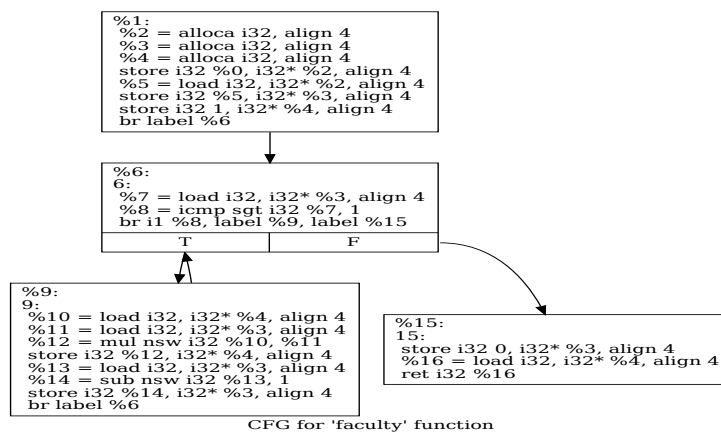 %1:
%2 = alloca i32, align 4
%3 = alloca i32, align 4
%4 = alloca i32, align 4
store i32 %0, i32* %2, align 4
%5 = load i32, i32* %2, align 4
store i32 %5, i32* %3, align 4
store i32 1, i32* %4, align 4
br label %6
%6:
6:
%7 = load i32, i32* %3, align 4
%8 = icmp sgt i32 %7, 1
br i1 %8, label %9, label %15
T F
%9:
9:
%10 = load i32, i32* %4, align 4
%11 = load i32, i32* %3, align 4
%12 = mul nsw i32 %10, %11
store i32 %12, i32* %4, align 4
%13 = load i32, i32* %3, align 4
%14 = sub nsw i32 %13, 1
store i32 %14, i32* %3, align 4
br label %6
%15:
15:
store i32 0, i32* %3, align 4
%16 = load i32, i32* %4, align 4
ret i32 %16
CFG for 'faculty' function